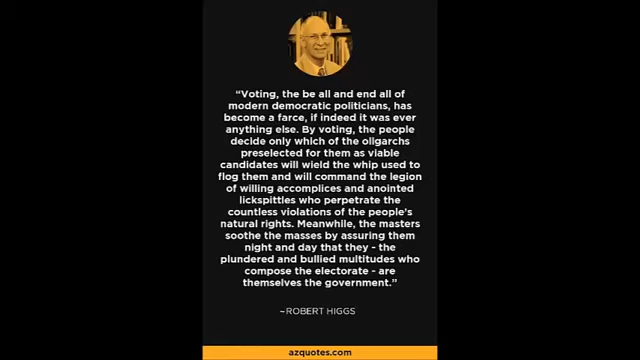 “Voting, the be all and end all of
modern democratic politicians, has
become a farce, if indeed it was ever
anything else. By voting, the people
decide only which of the oligarchs
preselected for them as viable
candidates will wield the whip used to
flog them and will command the legion
of willing accomplices and anointed
lickspittles who perpetrate the
countless violations of the people's
natural rights. Meanwhile, the masters
soothe the masses by assuring them
night and day that they - the
plundered and bullied multitudes who
compose the electorate - are
themselves the government.”
~ROBERT HIGGS
azquotes.com